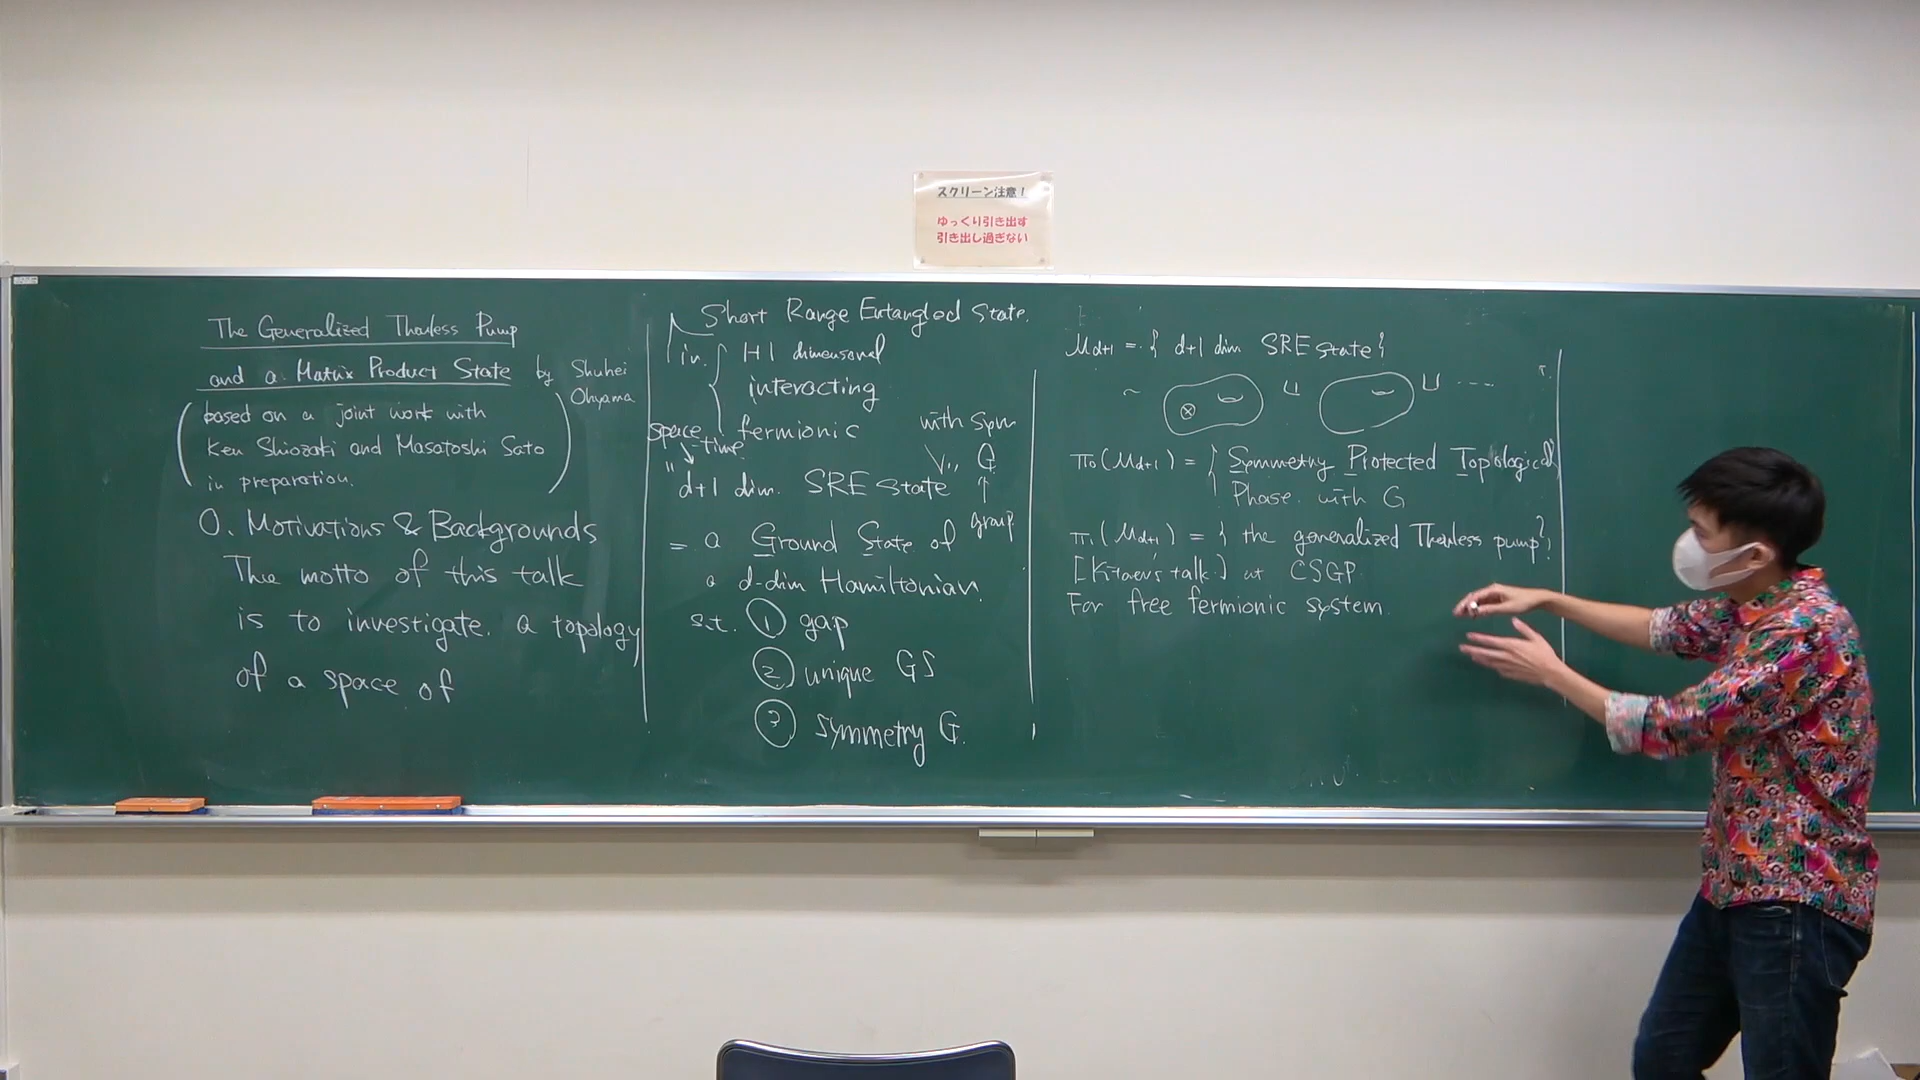 スクリーン注意！
ゆっくり引き出す
引き出し過ぎない
The Generalized Thouless Pump
and a Matrix Product State by Shuhei Ohyama
(based on a joint work with
Ken Shiozaki and Masatoshi Sato
in preparation.)
0. Motivations & Backgrounds
The motto of this talk
is to investigate a topology
of a space of
Short Range Entangled State.
in { 1+1 dimensional
interacting
fermionic
space-time
with sym
G
group
d+1 dim. SRE state
= a Ground State of
a d-dim Hamiltonian.
s.t. ① gap
② unique GS
③ symmetry G.
M_{d+1} = { d+1 dim SRE state }
~ ⊗ ⊔ ⊔ ----
π₀(M_{d+1}) = { Symmetry Protected Topological
Phase with G
π₁(M_{d+1}) = { the generalized Thouless pump }
[Kitaev's talk] at CSGP
For free fermionic system.